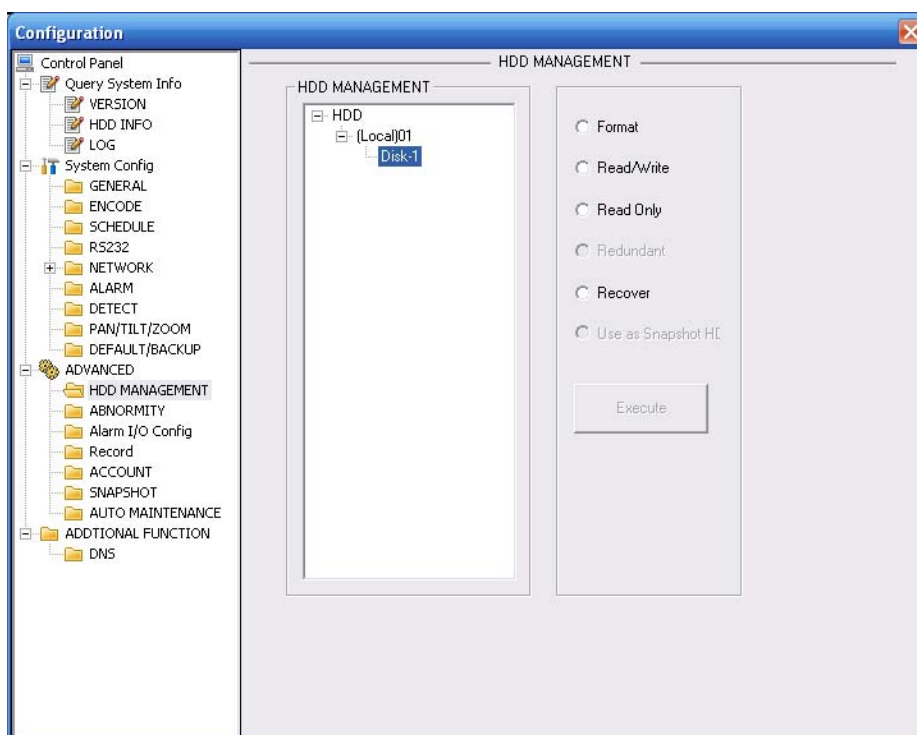 Configuration
Control Panel
Query System Info
VERSION
HDD INFO
LOG
System Config
GENERAL
ENCODE
SCHEDULE
RS232
NETWORK
ALARM
DETECT
PAN/TILT/ZOOM
DEFAULT/BACKUP
ADVANCED
HDD MANAGEMENT
ABNORMITY
Alarm I/O Config
Record
ACCOUNT
SNAPSHOT
AUTO MAINTENANCE
ADDTIONAL FUNCTION
DNS
HDD MANAGEMENT
HDD MANAGEMENT
HDD
(Local)01
Disk-1
Format
Read/Write
Read Only
Redundant
Recover
Use as Snapshot HD
Execute